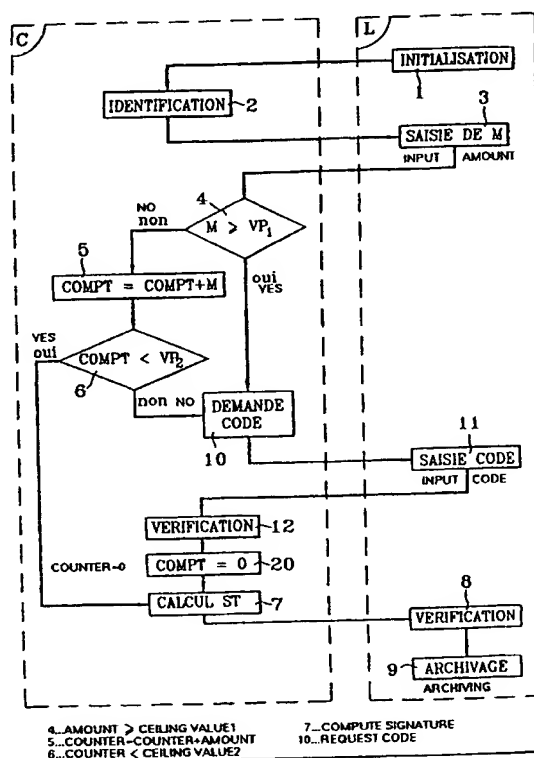 C
L
INITIALISATION
1
IDENTIFICATION
2
3
SAISIE DE M
INPUT AMOUNT
4
NO
non
M ⩾ VP₁
5
COMPT = COMPT+M
oui
YES
YES
oui
COMPT < VP₂
6
non NO
DEMANDE
CODE
10
11
SAISIE CODE
INPUT CODE
VERIFICATION
12
COUNTER=0
COMPT = 0
20
CALCUL ST
7
8
VERIFICATION
9
ARCHIVAGE
ARCHIVING
4...AMOUNT ⩾ CEILING VALUE1
5...COUNTER=COUNTER+AMOUNT
6...COUNTER < CEILING VALUE2
7...COMPUTE SIGNATURE
10...REQUEST CODE